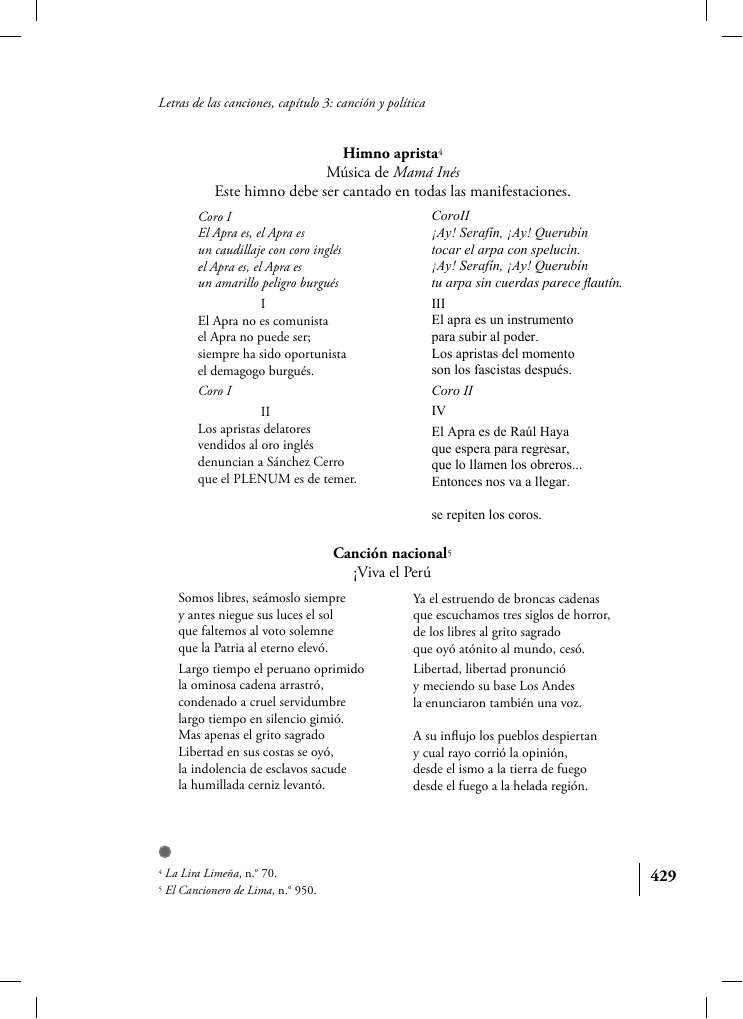 Letras de las canciones, capítulo 3: canción y política
Himno aprista4
Música de Mamá Inés
Este himno debe ser cantado en todas las manifestaciones.
Coro I
El Apra es, el Apra es
un caudillaje con coro inglés
el Apra es, el Apra es
un amarillo peligro burgués
I
El Apra no es comunista
el Apra no puede ser;
siempre ha sido oportunista
el demagogo burgués.
Coro I
II
Los apristas delatores
vendidos al oro inglés
denuncian a Sánchez Cerro
que el PLENUM es de temer.
CoroII
¡Ay! Serafín, ¡Ay! Querubín
tocar el arpa con spelucín.
¡Ay! Serafín, ¡Ay! Querubín
tu arpa sin cuerdas parece flautín.
III
El apra es un instrumento
para subir al poder.
Los apristas del momento
son los fascistas después.
Coro II
IV
El Apra es de Raúl Haya
que espera para regresar,
que lo llamen los obreros...
Entonces nos va a llegar.
se repiten los coros.
Canción nacional5
¡Viva el Perú
Somos libres, seámoslo siempre
y antes niegue sus luces el sol
que faltemos al voto solemne
que la Patria al eterno elevó.
Largo tiempo el peruano oprimido
la ominosa cadena arrastró,
condenado a cruel servidumbre
largo tiempo en silencio gimió.
Mas apenas el grito sagrado
Libertad en sus costas se oyó,
la indolencia de esclavos sacude
la humillada cerniz levantó.
Ya el estruendo de broncas cadenas
que escuchamos tres siglos de horror,
de los libres al grito sagrado
que oyó atónito al mundo, cesó.
Libertad, libertad pronunció
y meciendo su base Los Andes
la enunciaron también una voz.
A su influjo los pueblos despiertan
y cual rayo corrió la opinión,
desde el ismo a la tierra de fuego
desde el fuego a la helada región.
4 La Lira Limeña, n.° 70.
5 El Cancionero de Lima, n.° 950.
429